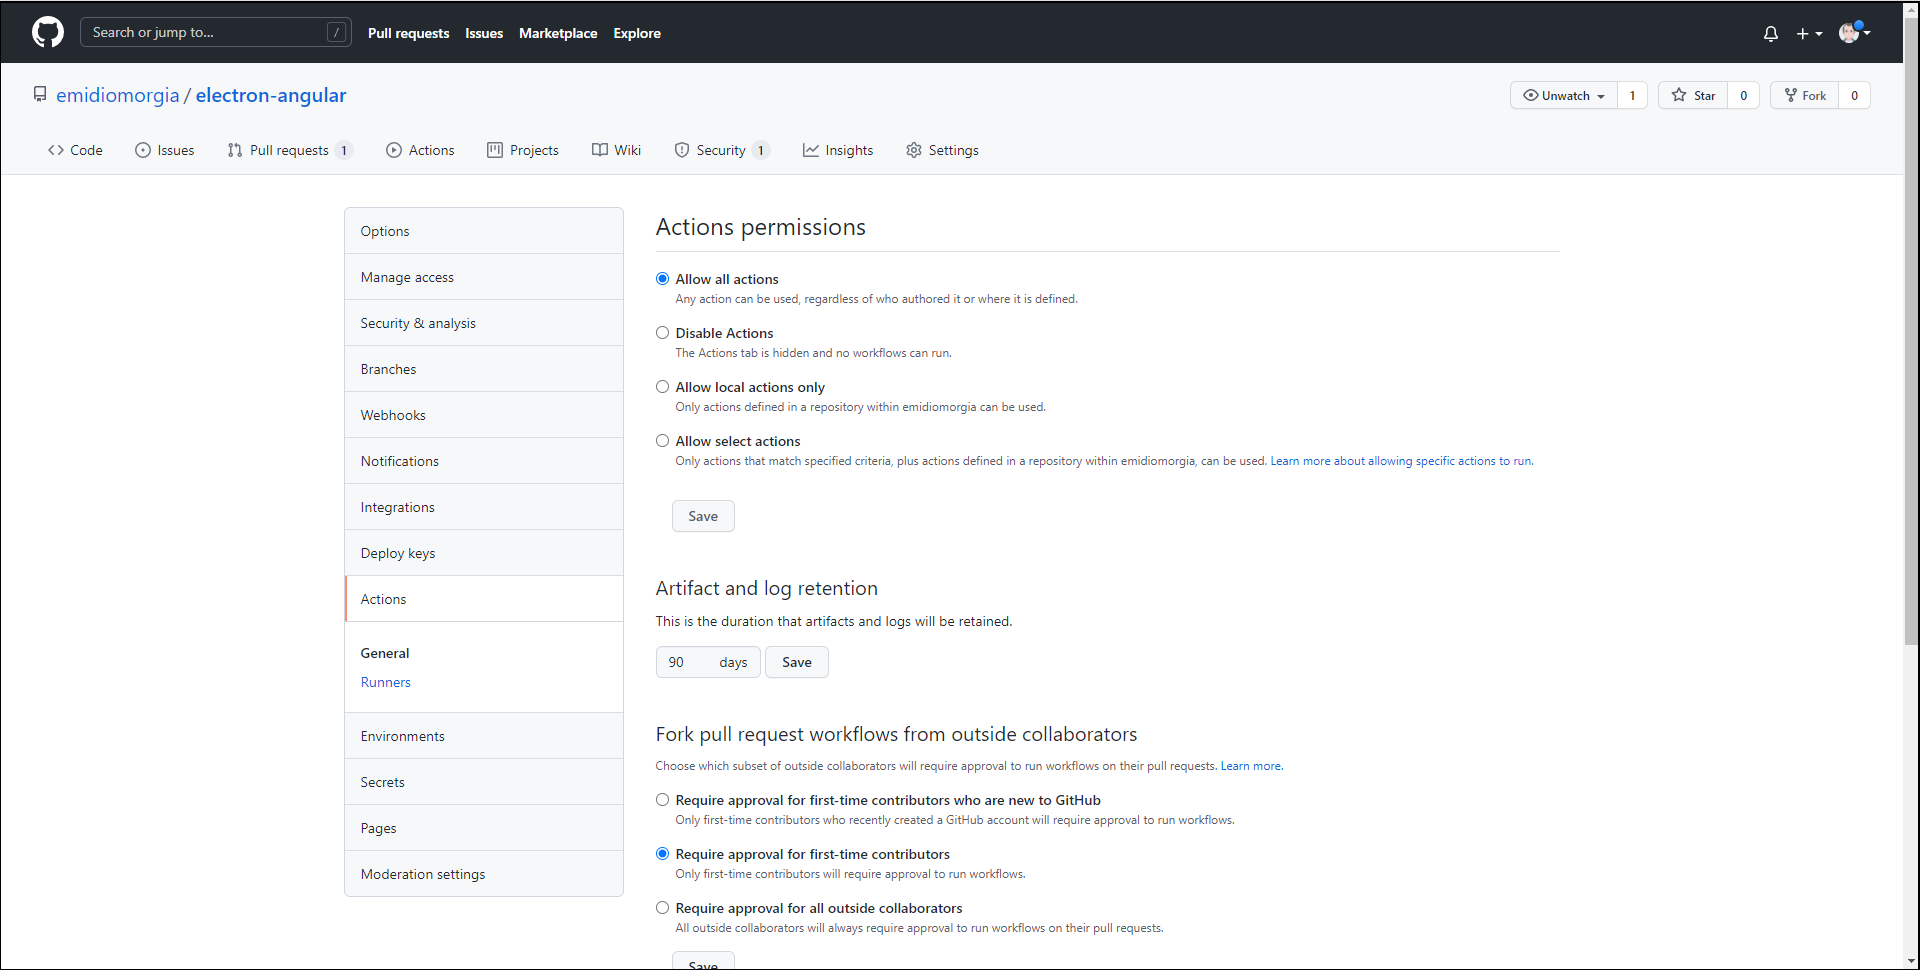 Search or jump to... /
Pull requests Issues Marketplace Explore
emidiomorgia / electron-angular
Unwatch 1 Star 0 Fork 0
Code Issues Pull requests 1 Actions Projects Wiki Security 1 Insights Settings
Options
Manage access
Security & analysis
Branches
Webhooks
Notifications
Integrations
Deploy keys
Actions
General
Runners
Environments
Secrets
Pages
Moderation settings
Actions permissions
Allow all actions
Any action can be used, regardless of who authored it or where it is defined.
Disable Actions
The Actions tab is hidden and no workflows can run.
Allow local actions only
Only actions defined in a repository within emidiomorgia can be used.
Allow select actions
Only actions that match specified criteria, plus actions defined in a repository within emidiomorgia, can be used. Learn more about allowing specific actions to run.
Save
Artifact and log retention
This is the duration that artifacts and logs will be retained.
90 days Save
Fork pull request workflows from outside collaborators
Choose which subset of outside collaborators will require approval to run workflows on their pull requests. Learn more.
Require approval for first-time contributors who are new to GitHub
Only first-time contributors who recently created a GitHub account will require approval to run workflows.
Require approval for first-time contributors
Only first-time contributors will require approval to run workflows.
Require approval for all outside collaborators
All outside collaborators will always require approval to run workflows on their pull requests.
Save